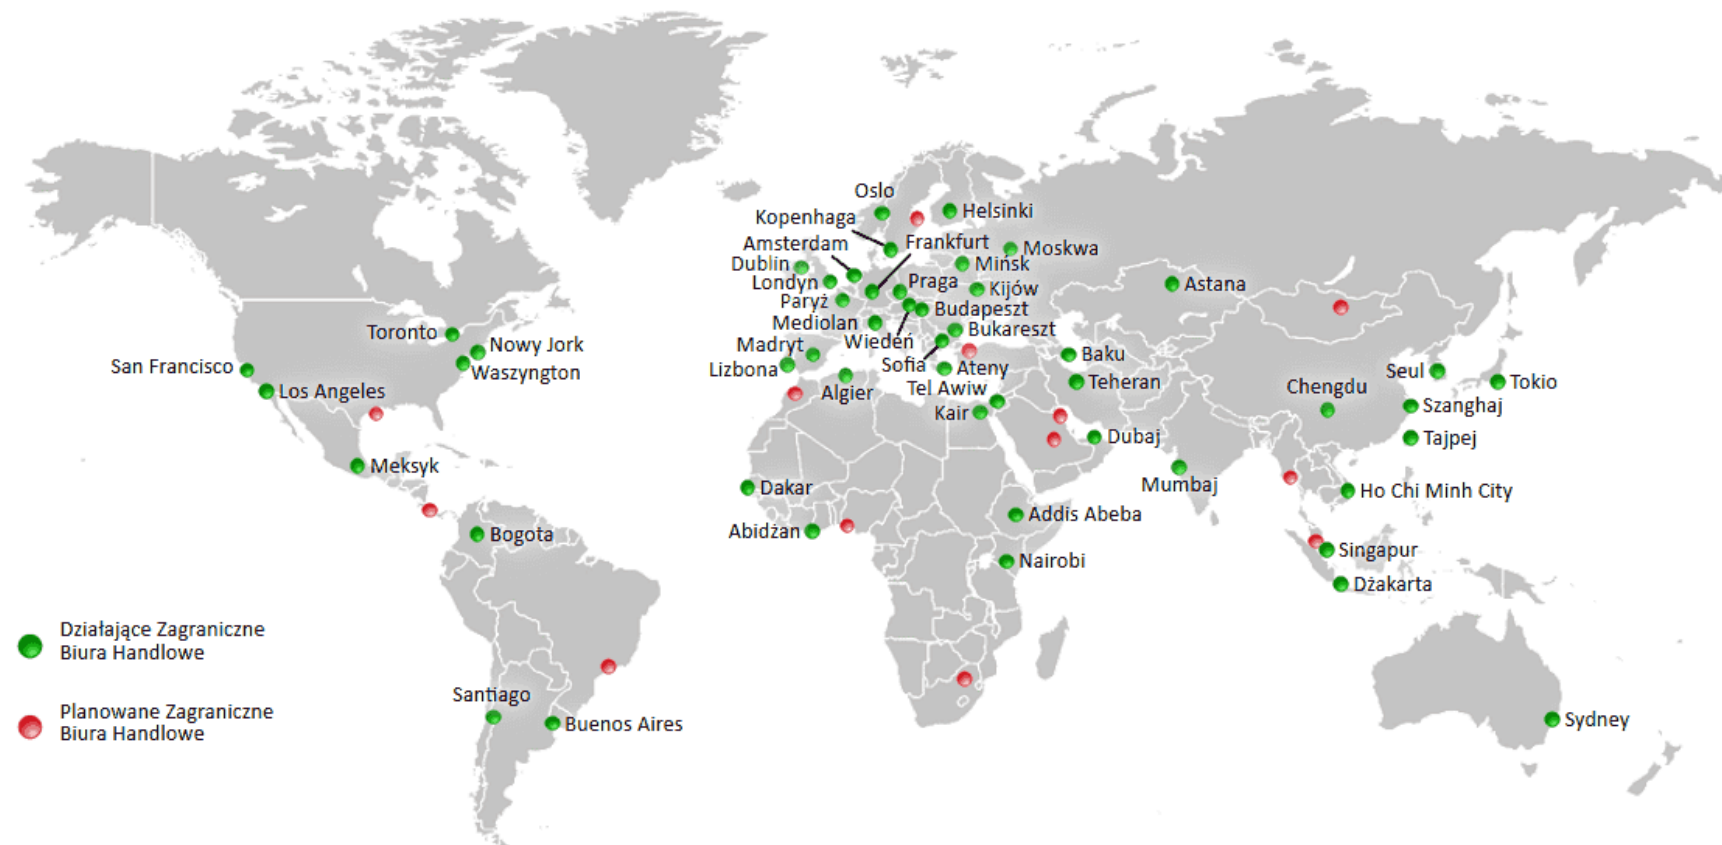 Oslo
Kopenhaga
Helsinki
Amsterdam
Frankfurt
Moskwa
Dublin
Mińsk
Londyn
Praga
Kijów
Astana
Paryż
Budapeszt
Mediolan
Bukareszt
Toronto
Wiedeń
Nowy Jork
Madryt
Baku
San Francisco
Waszyngton
Lizbona
Sofia
Ateny
Seul
Los Angeles
Algier
Tel Awiw
Teheran
Chengdu
Tokio
Kair
Szanghaj
Dubaj
Tajpej
Meksyk
Dakar
Mumbaj
Ho Chi Minh City
Addis Abeba
Abidżan
Bogota
Nairobi
Singapur
Dżakarta
Działające Zagraniczne
Biura Handlowe
Santiago
Planowane Zagraniczne
Biura Handlowe
Buenos Aires
Sydney